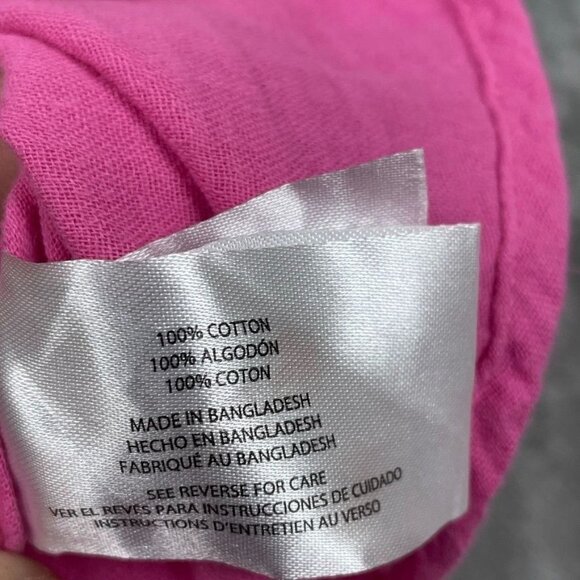 100% COTTON
100% ALGODÓN
100% COTON
MADE IN BANGLADESH
HECHO EN BANGLADESH
FABRIQUÉ AU BANGLADESH
SEE REVERSE FOR CARE
VER EL REVÉS PARA INSTRUCCIONES DE CUIDADO
INSTRUCTIONS D'ENTRETIEN AU VERSO